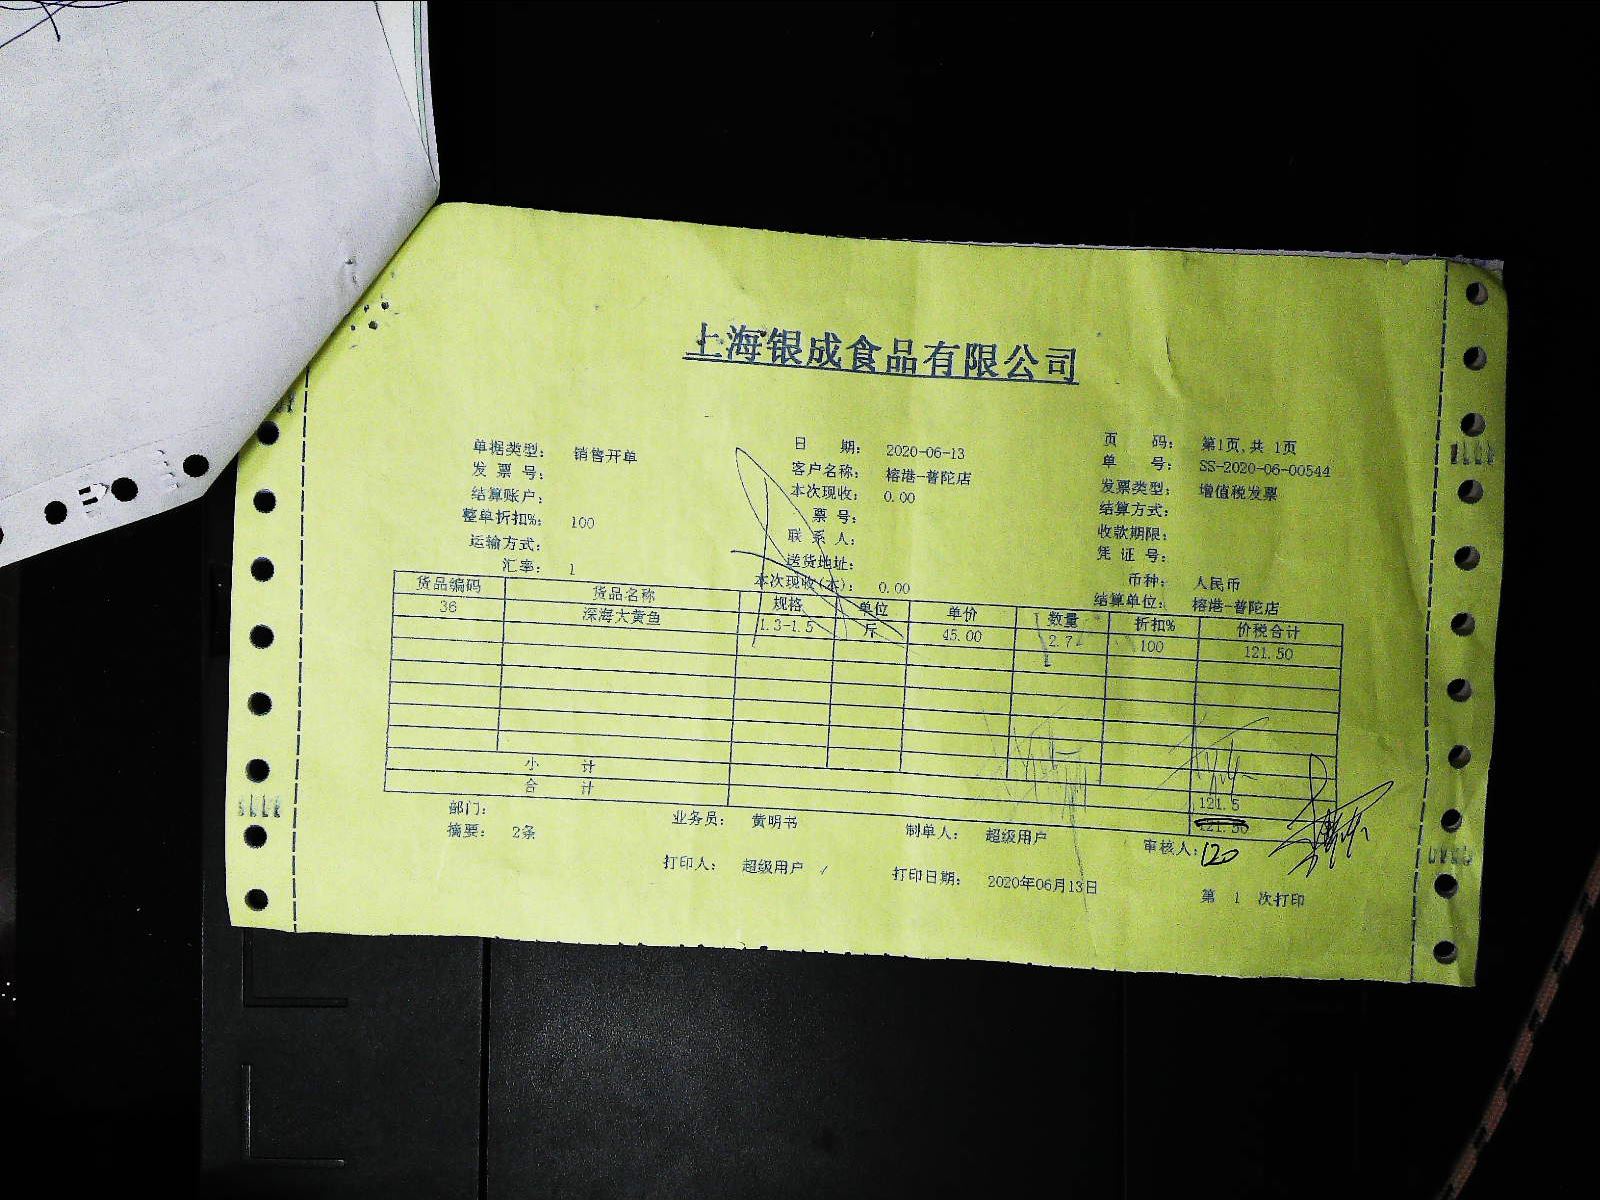 上海银成食品有限公司
单据类型： 销售开单 日 期： 2020-06-13 页 码： 第1页,共 1页
发 票 号： 客户名称： 榕港-普陀店 单 号： SS-2020-06-00544
结算账户： 本次现收： 0.00 发票类型： 增值税发票
整单折扣%： 100 票 号： 结算方式：
运输方式： 联 系 人： 收款期限：
汇率： 1 送货地址： 凭 证 号：
本次现收(本)： 0.00 币种： 人民币
结算单位： 榕港-普陀店
货品编码 货品名称 规格 单位 单价 数量 折扣% 价税合计
36 深海大黄鱼 1.3-1.5 斤 45.00 2.7 100 121.50
小 计 121.5
合 计 121.50
部门： 业务员： 黄明书 制单人： 超级用户 审核人： 120
摘要： 2条
打印人： 超级用户 / 打印日期： 2020年06月13日 第 1 次打印